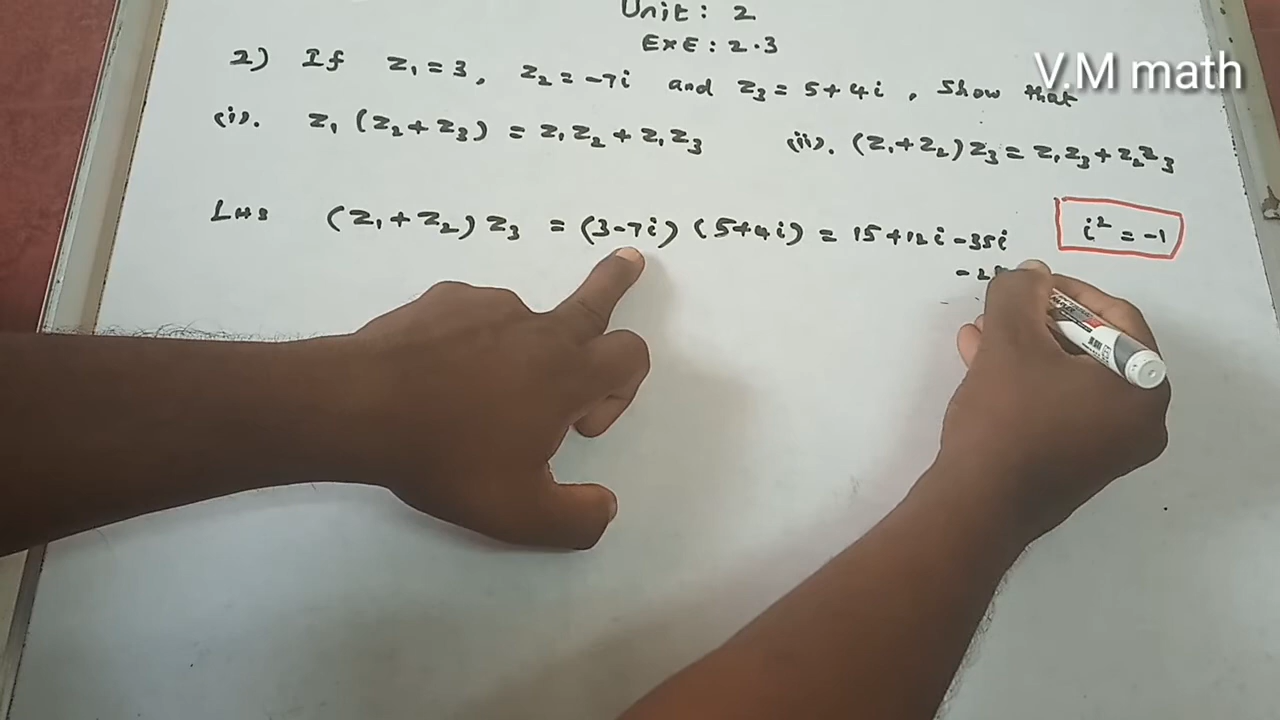 Unit: 2
EXE: 2.3
V.M math
2) If z₁ = 3, z₂ = -7i and z₃ = 5+4i, show that
(i). z₁ (z₂ + z₃) = z₁z₂ + z₁z₃ (ii). (z₁+z₂)z₃ = z₁z₃ + z₂z₃
LHS (z₁+z₂) z₃ = (3-7i) (5+4i) = 15+12i-35i
i² = -1